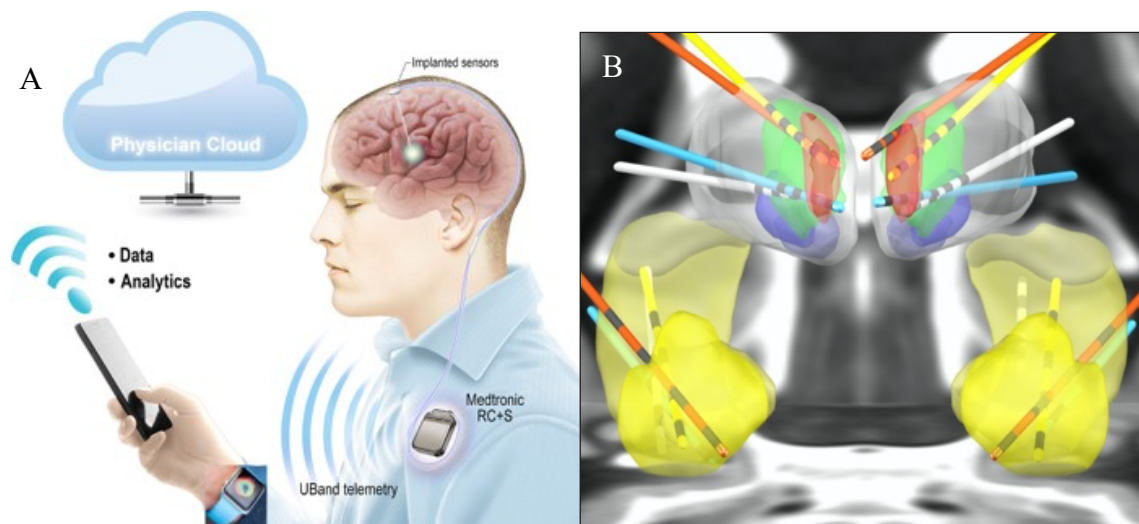 A
Physician Cloud
Implanted sensors
• Data
• Analytics
Medtronic
RC+S
UBand telemetry
B